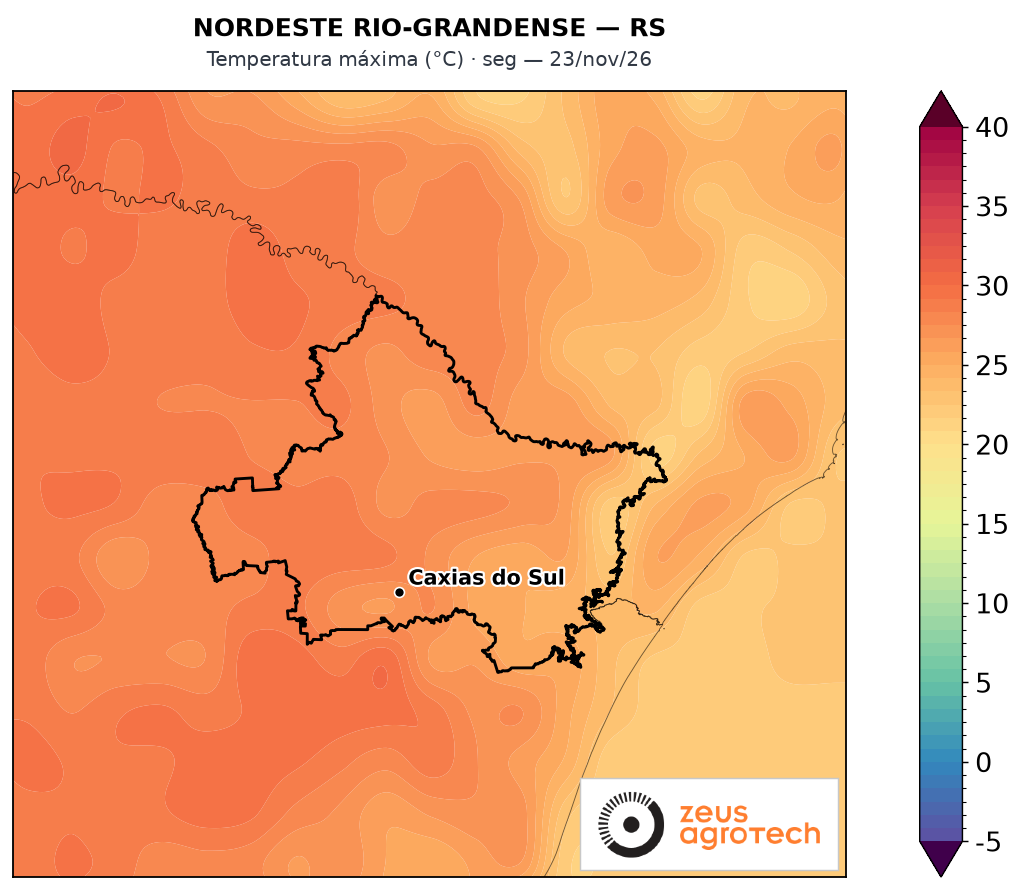 NORDESTE RIO-GRANDENSE — RS
Temperatura máxima (°C) · seg — 23/nov/26
40
35
30
25
20
15
10
5
0
-5
Caxias do Sul
zeus
agrotech